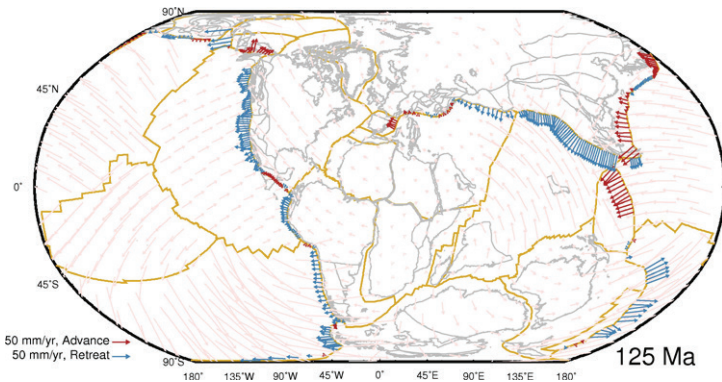 90˚N
45˚N
0˚
45˚S
50 mm/yr, Advance
50 mm/yr, Retreat
90˚S
125 Ma
180˚ 135˚W 90˚W 45˚W 0˚ 45˚E 90˚E 135˚E 180˚